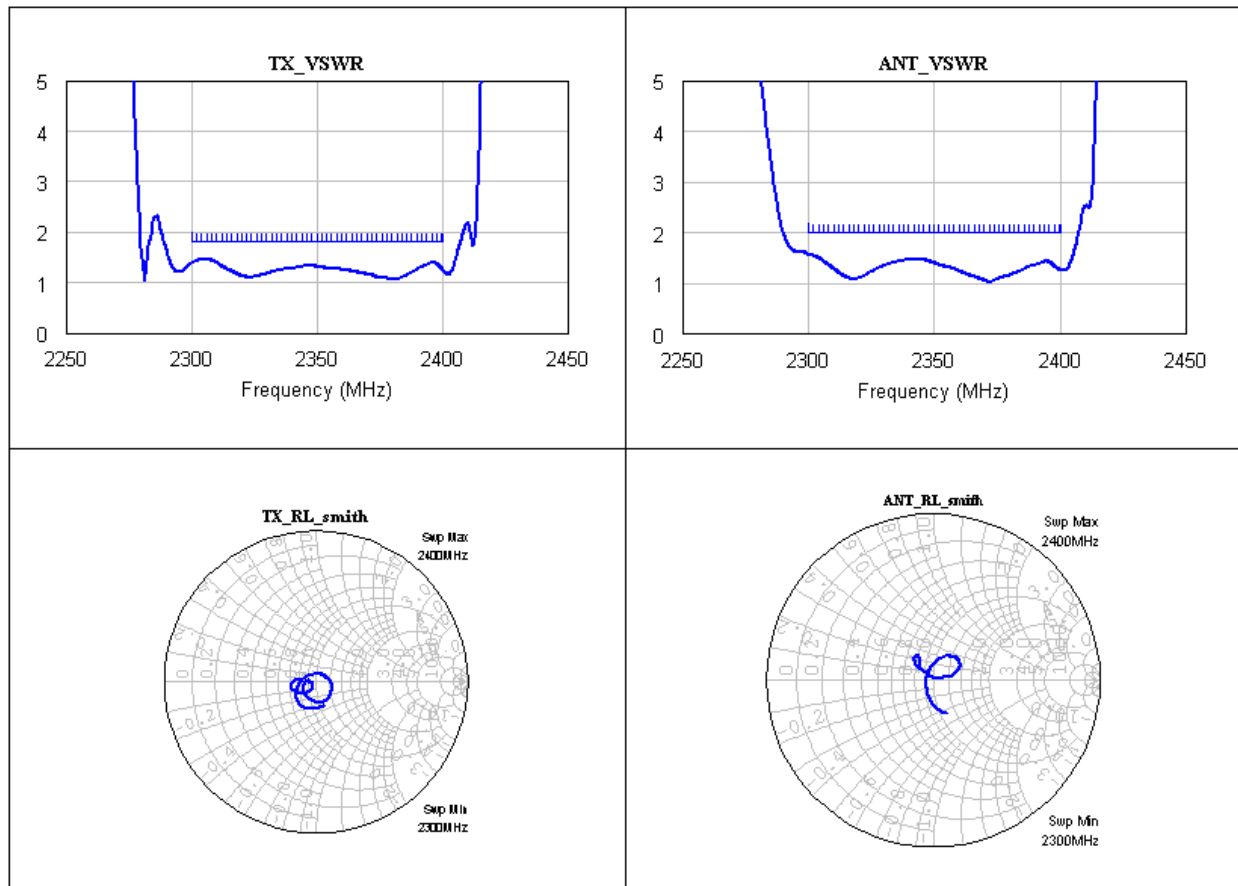 TX_VSWR
5
4
3
2
1
0
2250 2300 2350 2400 2450
Frequency (MHz)
ANT_VSWR
5
4
3
2
1
0
2250 2300 2350 2400 2450
Frequency (MHz)
TX_RL_smith
Swp Max
2400MHz
Swp Min
2300MHz
ANT_RL_smith
Swp Max
2400MHz
Swp Min
2300MHz